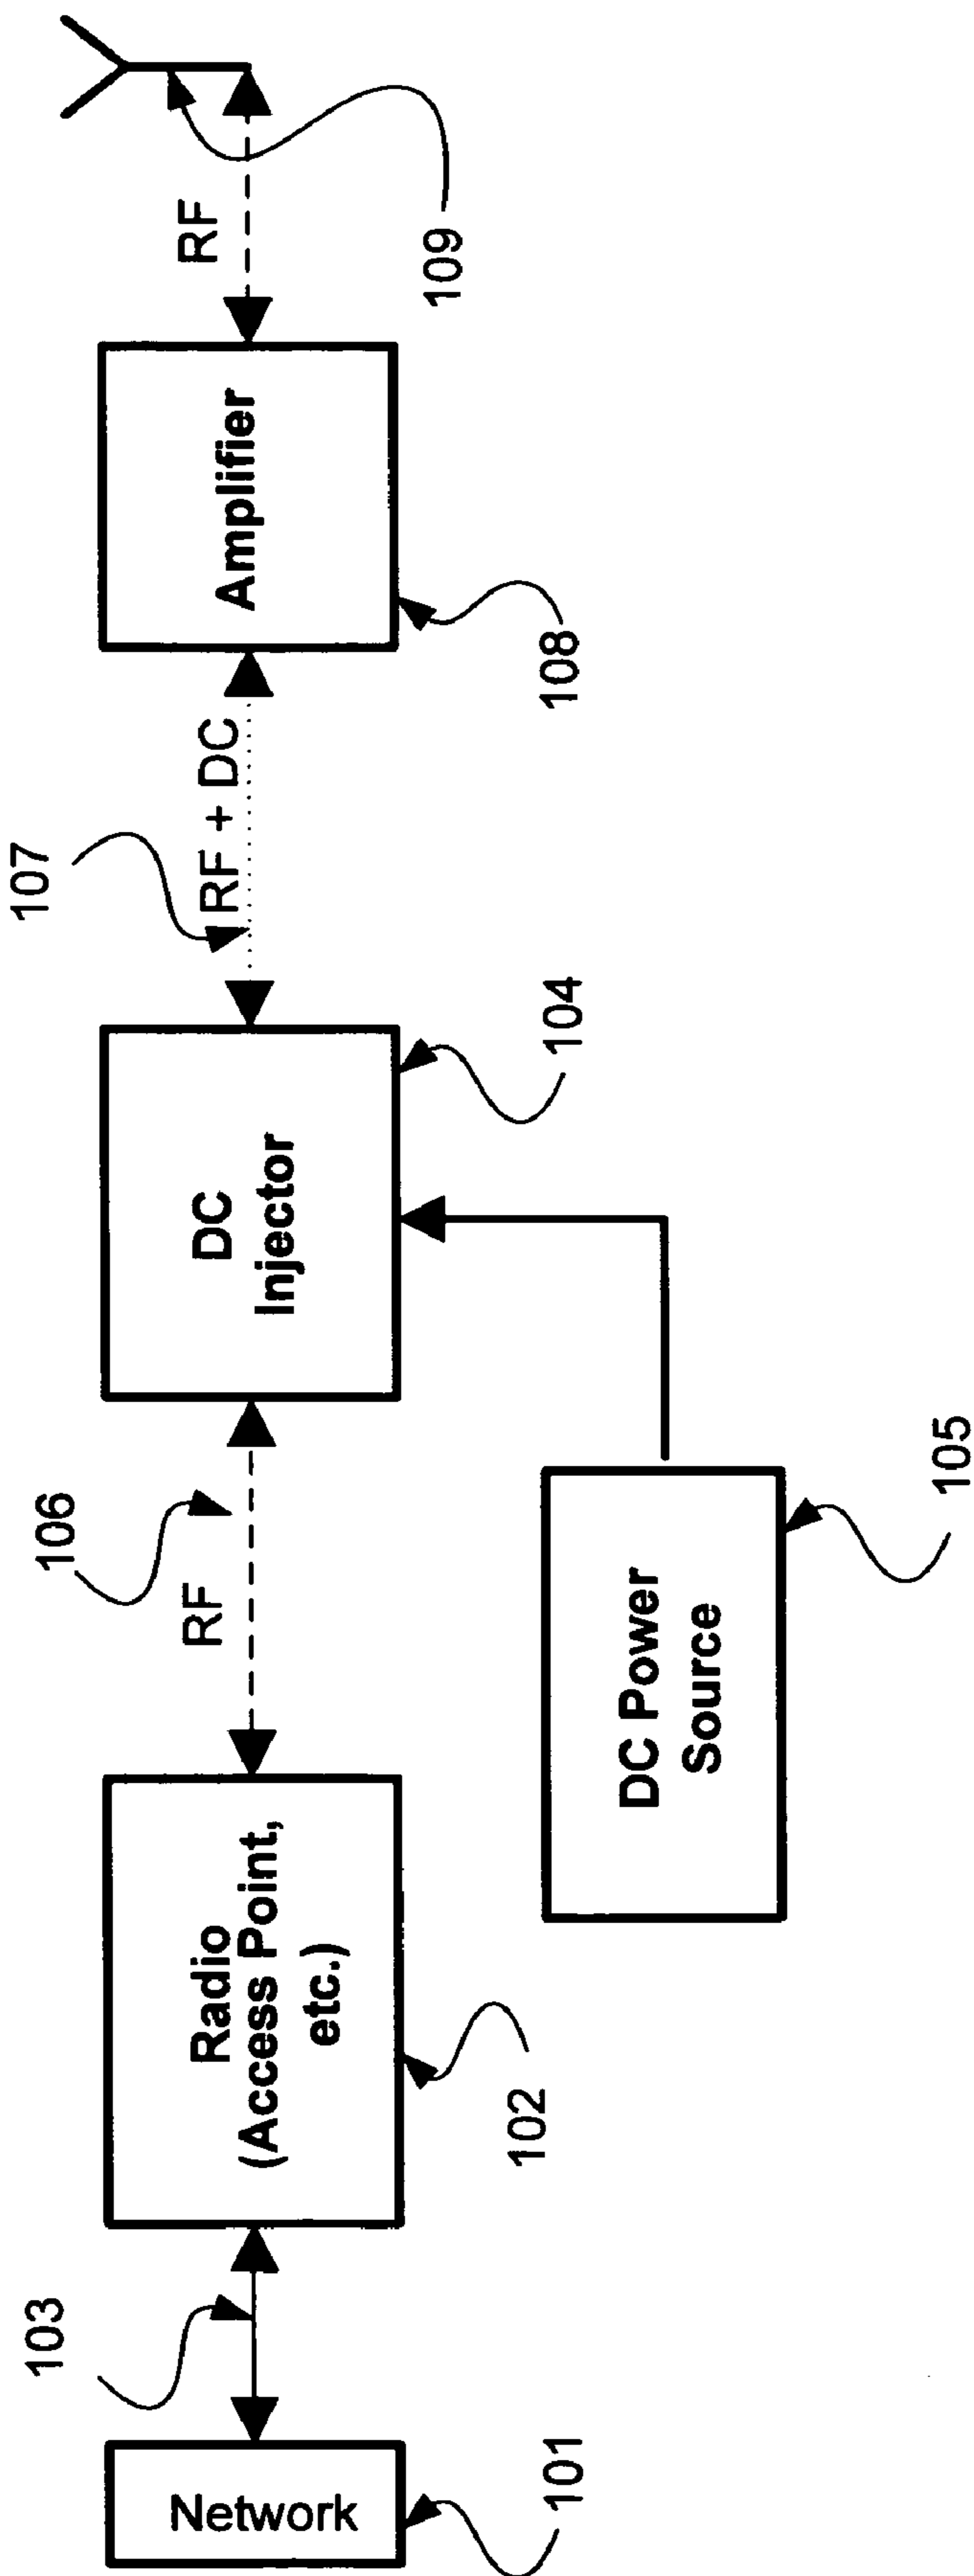 107
106
103
RF
RF + DC
RF
Network
Radio
(Access Point,
etc.)
DC
Injector
Amplifier
101
102
104
108
109
DC Power
Source
105